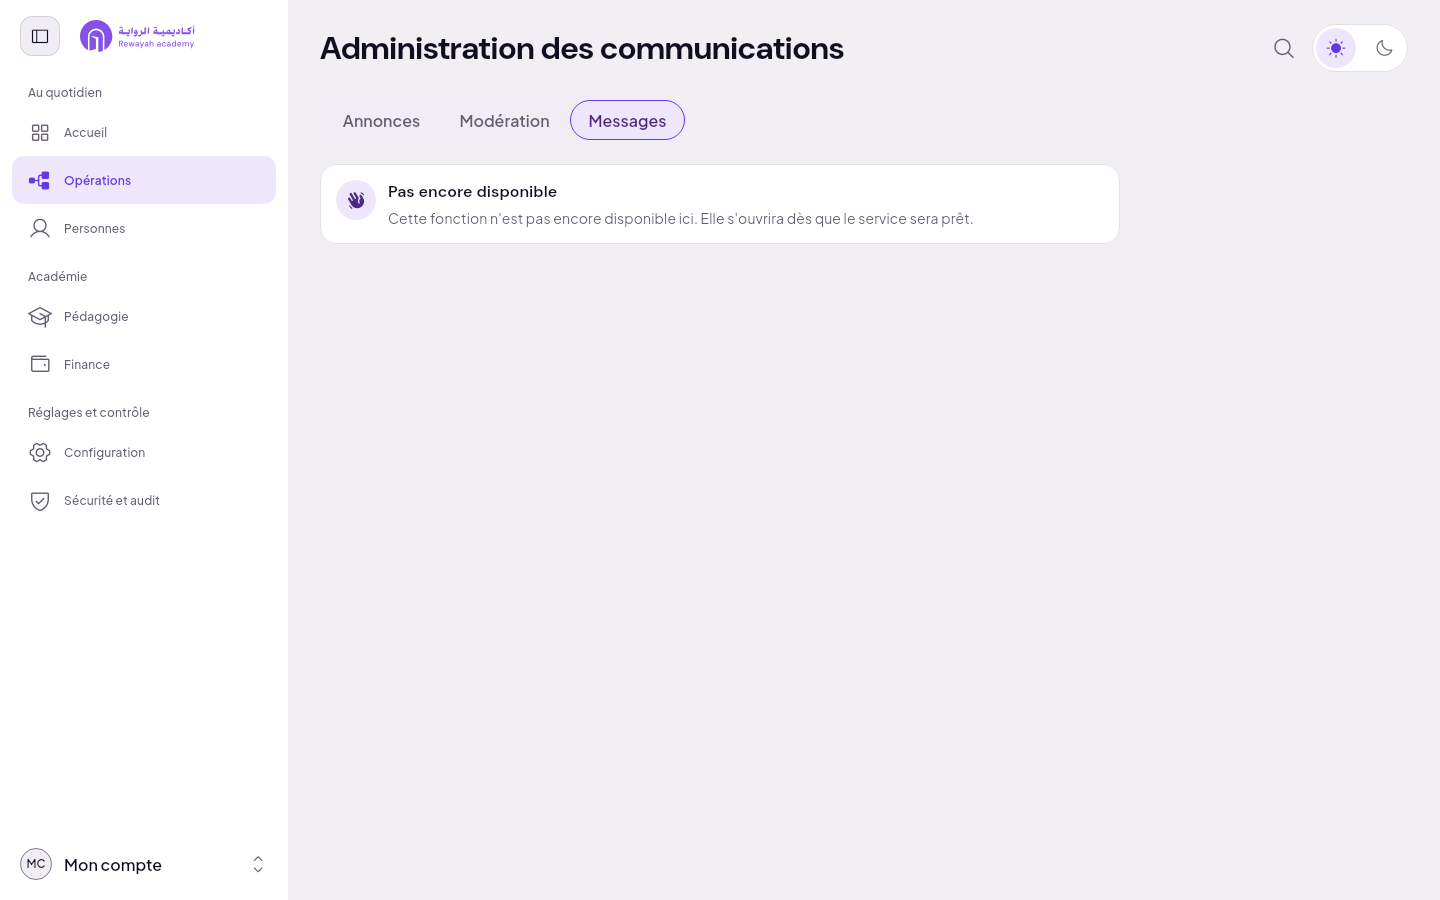 أكاديمية الرواية
Rewayah academy
Au quotidien
Accueil
Opérations
Personnes
Académie
Pédagogie
Finance
Réglages et contrôle
Configuration
Sécurité et audit
MC
Mon compte
Administration des communications
Annonces
Modération
Messages
Pas encore disponible
Cette fonction n'est pas encore disponible ici. Elle s'ouvrira dès que le service sera prêt.